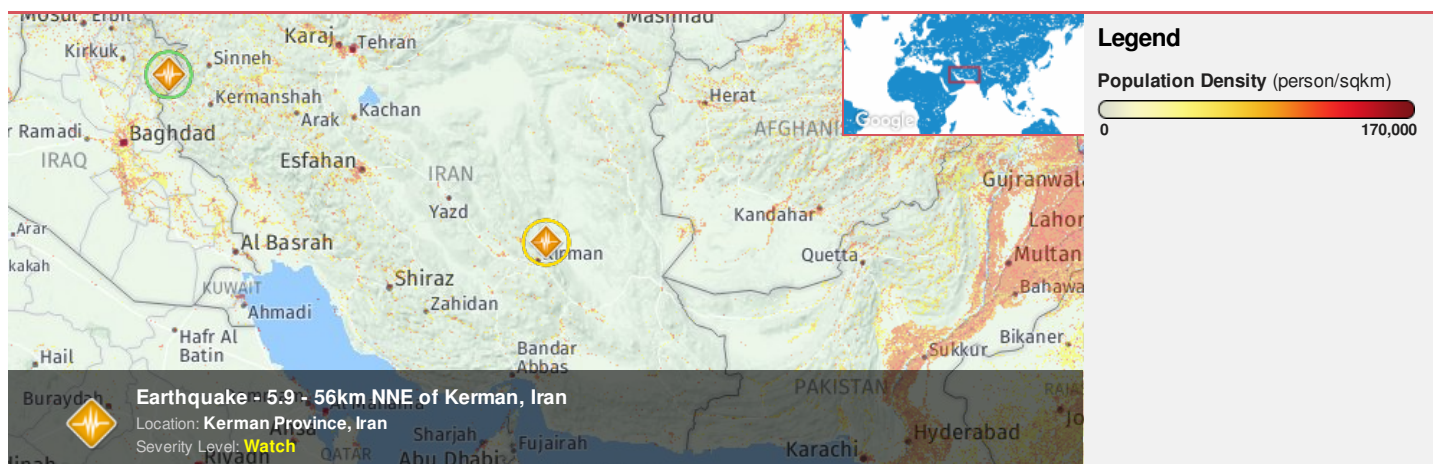 Erbil
Mashhad
Kirkuk
Sinneh
Karaj
Tehran
Kermanshah
Arak
Kachan
Herat
AFGHANI
Google
r Ramadi
Baghdad
IRAQ
Esfahan
IRAN
Yazd
Kandahar
Gujranwal
Lahor
Arar
Al Basrah
Quetta
Multan
kakah
KUWAIT
Shiraz
Zahidan
Ahmadi
Bahawa
Hafr Al
Batin
Hail
Bandar
Abbas
Sukkur
Bikaner
Buraydah
PAKISTAN
Earthquake - 5.9 - 56km NNE of Kerman, Iran
Location: Kerman Province, Iran
Severity Level: Watch
Riyadh
QATAR
Sharjah
Abu Dhabi
Fujairah
Karachi
Hyderabad
Jo
Legend
Population Density (person/sqkm)
0
170,000